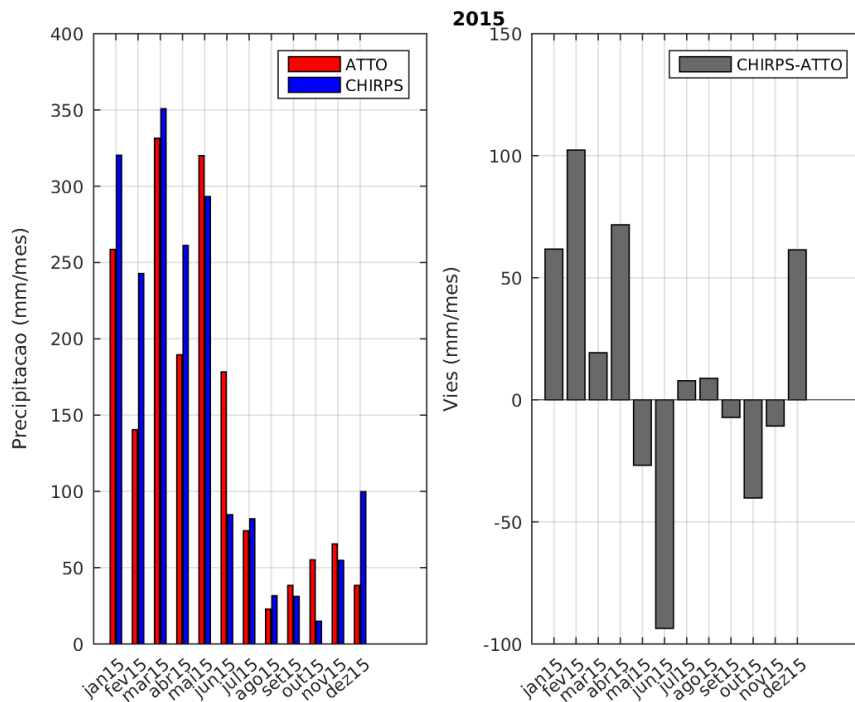 2015
400
350
300
250
200
150
100
50
0
Precipitacao (mm/mes)
ATTO
CHIRPS
jan15
fev15
mar15
abr15
mai15
jun15
jul15
ago15
set15
out15
nov15
dez15
150
100
50
0
-50
-100
Vies (mm/mes)
CHIRPS-ATTO
jan15
fev15
mar15
abr15
mai15
jun15
jul15
ago15
set15
out15
nov15
dez15